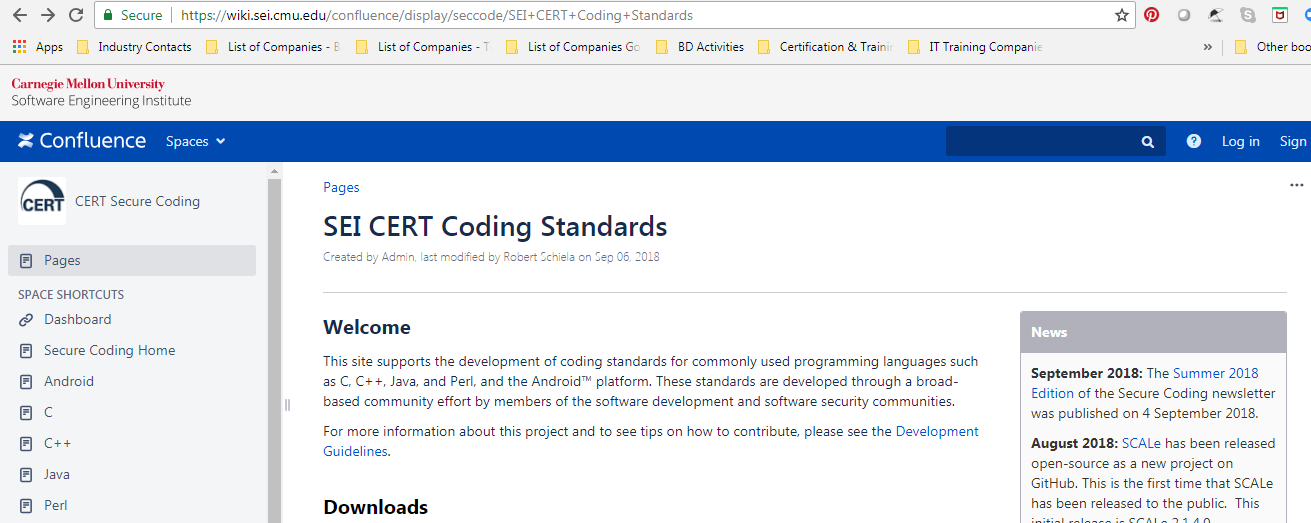 Secure https://wiki.sei.cmu.edu/confluence/display/seccode/SEI+CERT+Coding+Standards
Apps Industry Contacts List of Companies - B List of Companies - T List of Companies Go BD Activities Certification & Trainin IT Training Companie » Other boo
Carnegie Mellon University
Software Engineering Institute
Confluence Spaces Log in Sign
CERT
CERT Secure Coding
Pages
SPACE SHORTCUTS
Dashboard
Secure Coding Home
Android
C
C++
Java
Perl
Pages
SEI CERT Coding Standards
Created by Admin, last modified by Robert Schiela on Sep 06, 2018
Welcome
This site supports the development of coding standards for commonly used programming languages such
as C, C++, Java, and Perl, and the Android™ platform. These standards are developed through a broad-
based community effort by members of the software development and software security communities.
For more information about this project and to see tips on how to contribute, please see the Development
Guidelines.
Downloads
News
September 2018: The Summer 2018
Edition of the Secure Coding newsletter
was published on 4 September 2018.
August 2018: SCALe has been released
open-source as a new project on
GitHub. This is the first time that SCALe
has been released to the public. This
initial release is SCALe 2.1.4.0